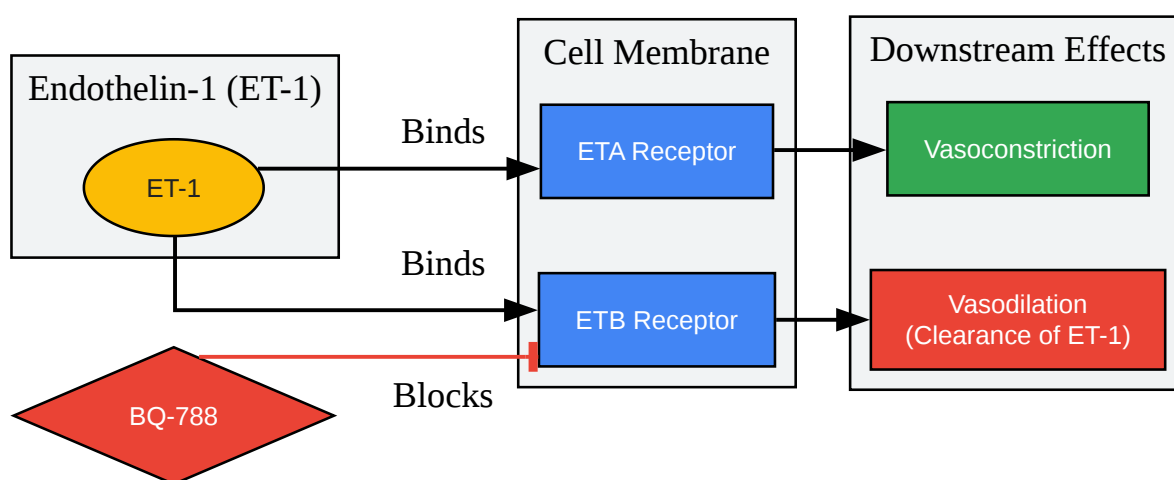 Endothelin-1 (ET-1)
ET-1
Binds
Binds
BQ-788
Blocks
Cell Membrane
ETA Receptor
ETB Receptor
Downstream Effects
Vasoconstriction
Vasodilation
(Clearance of ET-1)